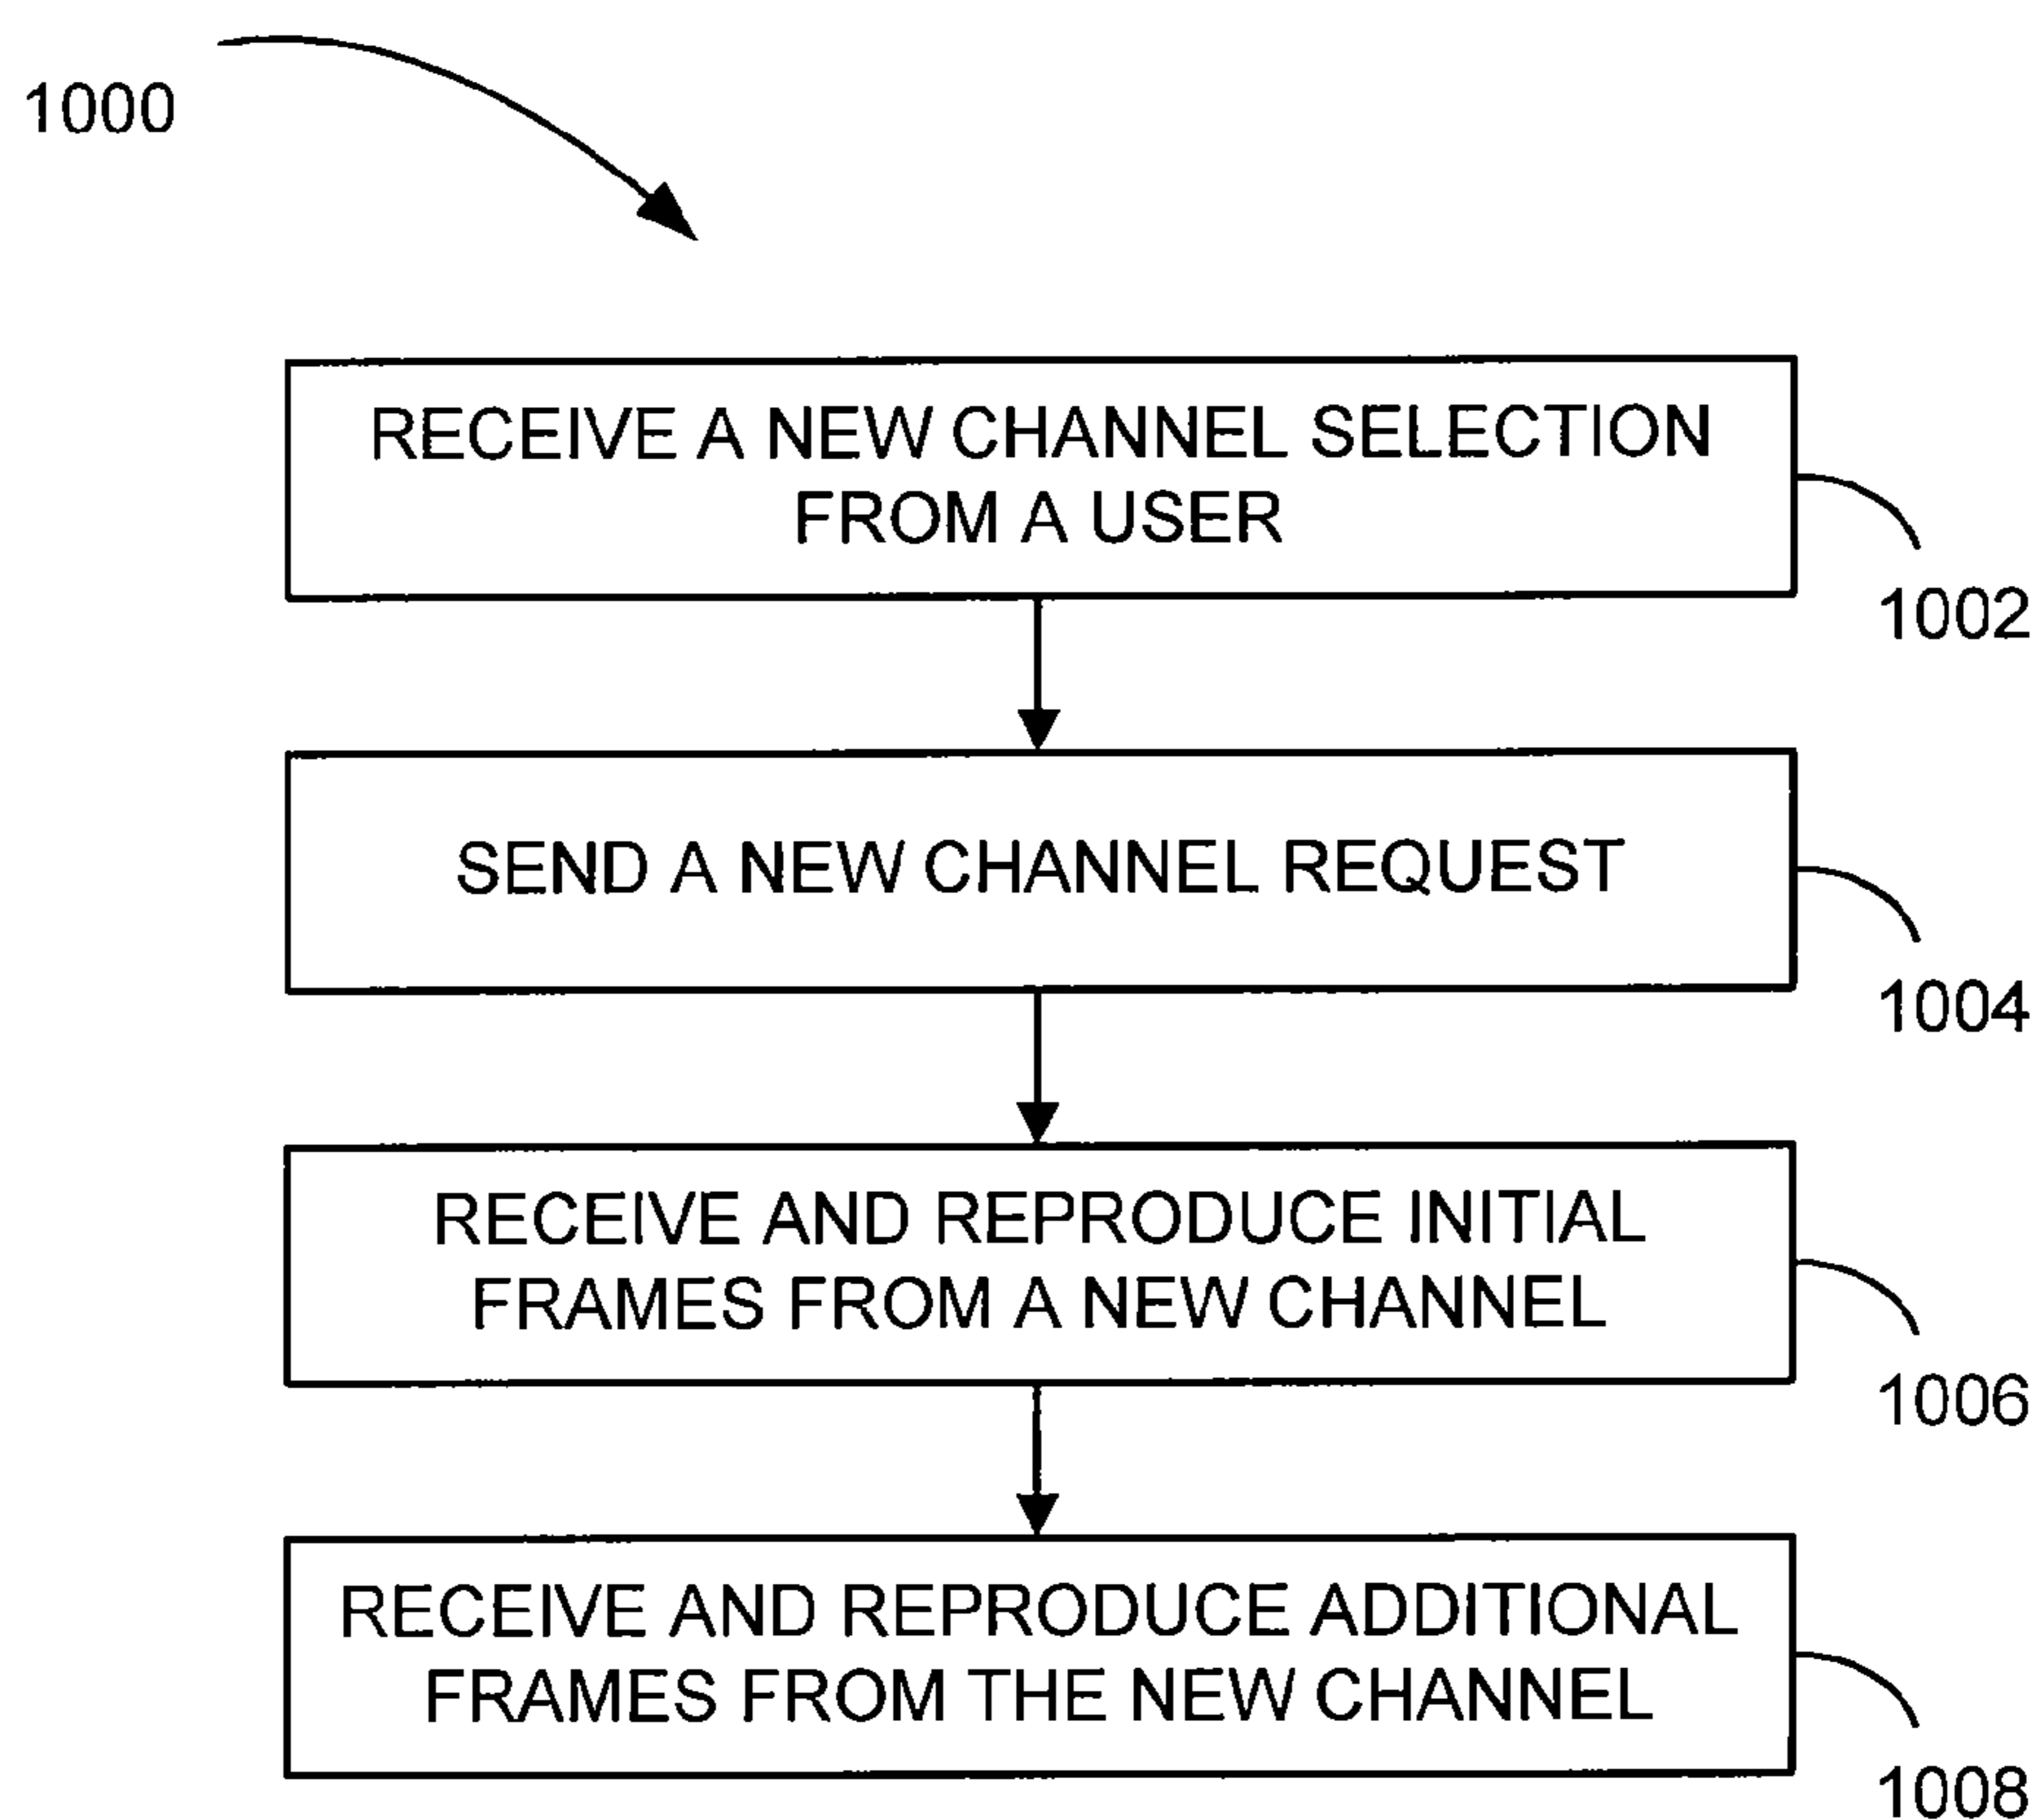 1000
RECEIVE A NEW CHANNEL SELECTION
FROM A USER
1002
SEND A NEW CHANNEL REQUEST
1004
RECEIVE AND REPRODUCE INITIAL
FRAMES FROM A NEW CHANNEL
1006
RECEIVE AND REPRODUCE ADDITIONAL
FRAMES FROM THE NEW CHANNEL
1008